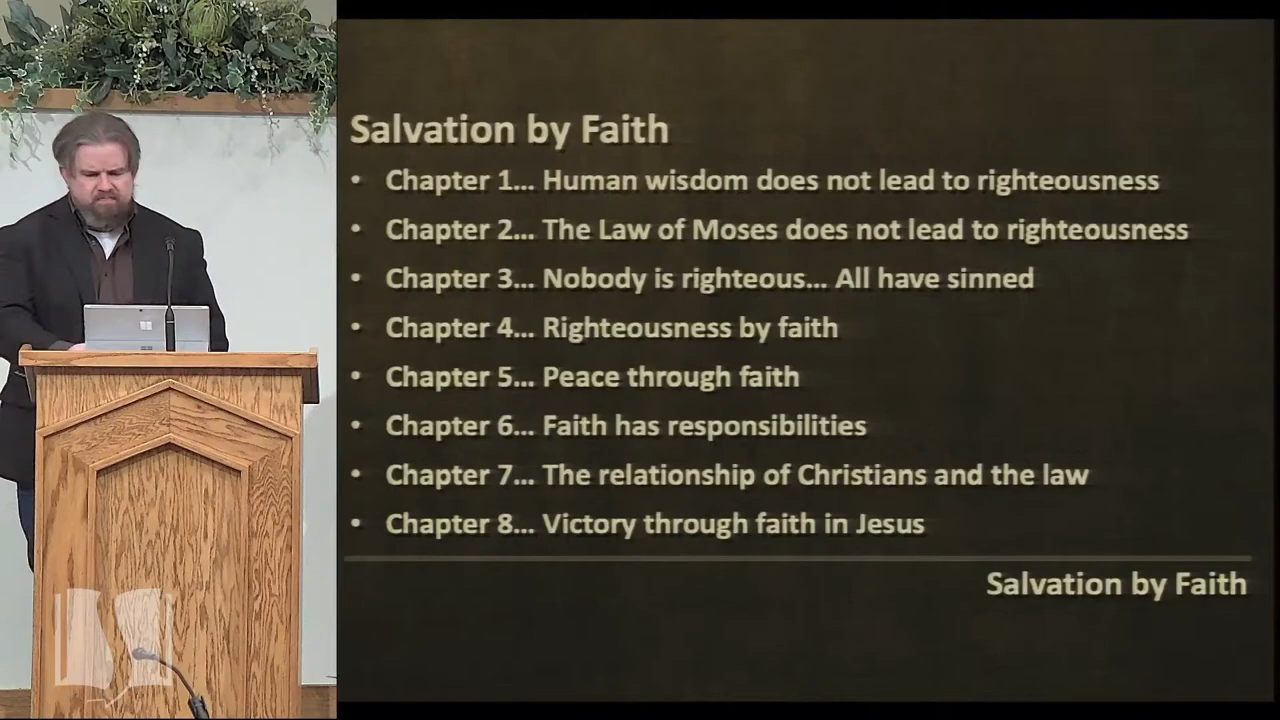 Salvation by Faith
• Chapter 1... Human wisdom does not lead to righteousness
• Chapter 2... The Law of Moses does not lead to righteousness
• Chapter 3... Nobody is righteous... All have sinned
• Chapter 4... Righteousness by faith
• Chapter 5... Peace through faith
• Chapter 6... Faith has responsibilities
• Chapter 7... The relationship of Christians and the law
• Chapter 8... Victory through faith in Jesus
Salvation by Faith